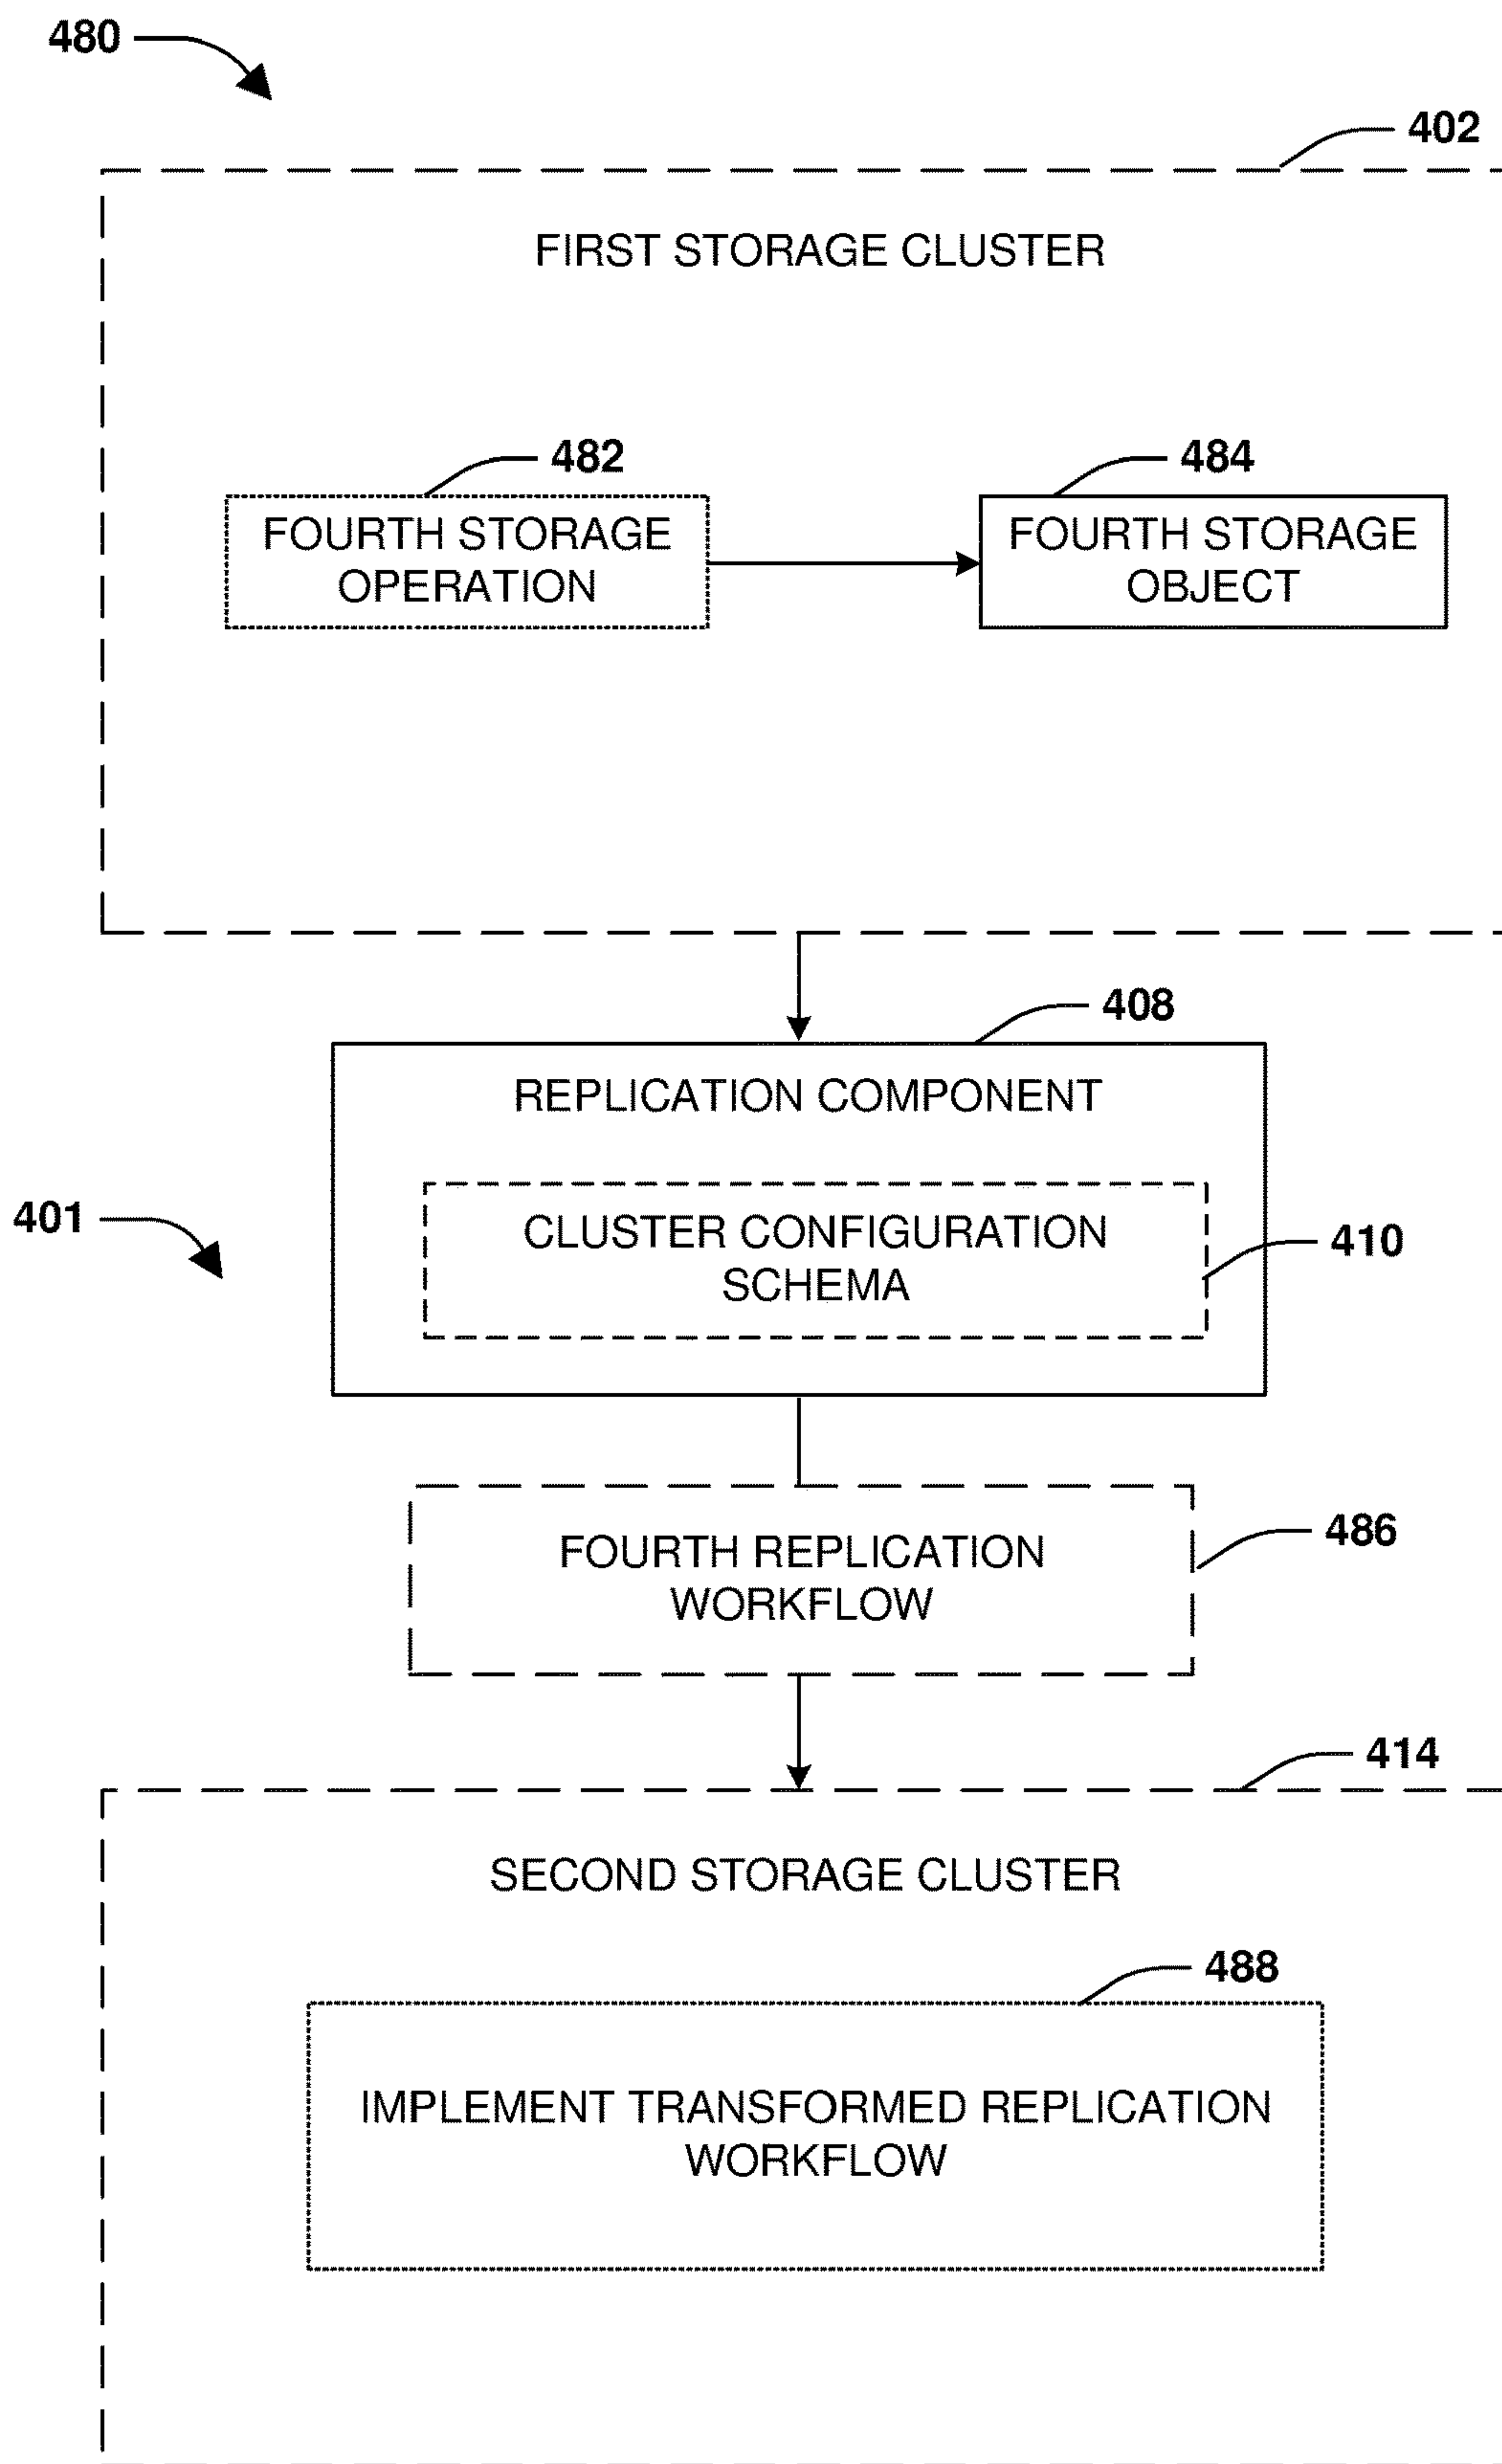 480
402
FIRST STORAGE CLUSTER
482
484
FOURTH STORAGE
OPERATION
FOURTH STORAGE
OBJECT
408
REPLICATION COMPONENT
401
CLUSTER CONFIGURATION
SCHEMA
410
FOURTH REPLICATION
WORKFLOW
486
414
SECOND STORAGE CLUSTER
488
IMPLEMENT TRANSFORMED REPLICATION
WORKFLOW